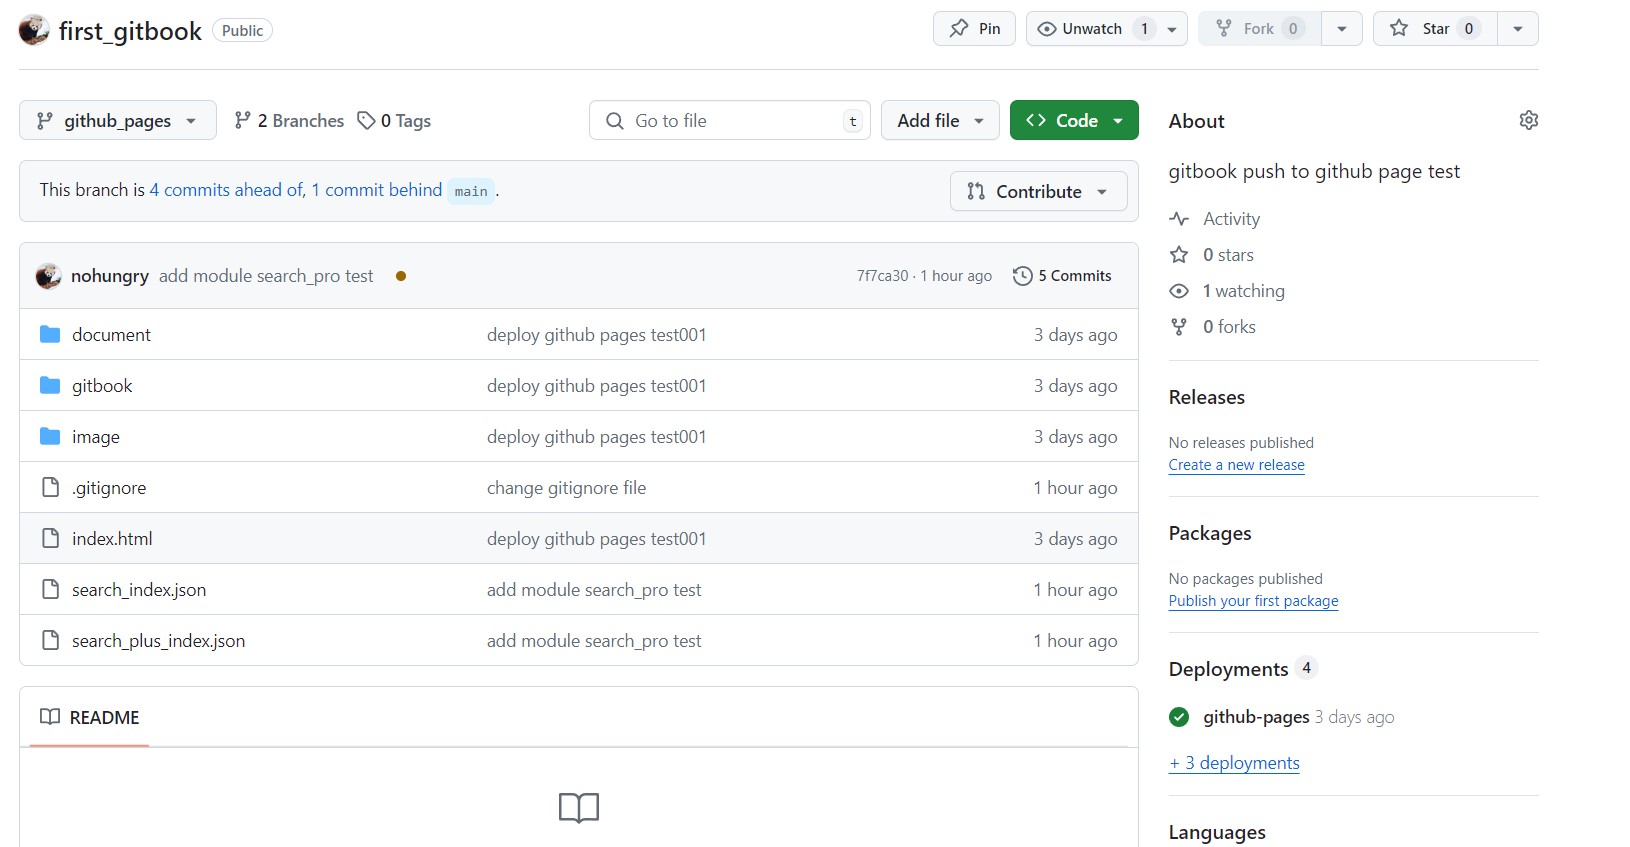 first_gitbook Public Pin Unwatch 1 Fork 0 Star 0
github_pages 2 Branches 0 Tags Go to file t Add file Code
This branch is 4 commits ahead of, 1 commit behind main .
Contribute
nohungry add module search_pro test 7f7ca30 · 1 hour ago 5 Commits
document deploy github pages test001 3 days ago
gitbook deploy github pages test001 3 days ago
image deploy github pages test001 3 days ago
.gitignore change gitignore file 1 hour ago
index.html deploy github pages test001 3 days ago
search_index.json add module search_pro test 1 hour ago
search_plus_index.json add module search_pro test 1 hour ago
README
About
gitbook push to github page test
Activity
0 stars
1 watching
0 forks
Releases
No releases published
Create a new release
Packages
No packages published
Publish your first package
Deployments 4
github-pages 3 days ago
+ 3 deployments
Languages